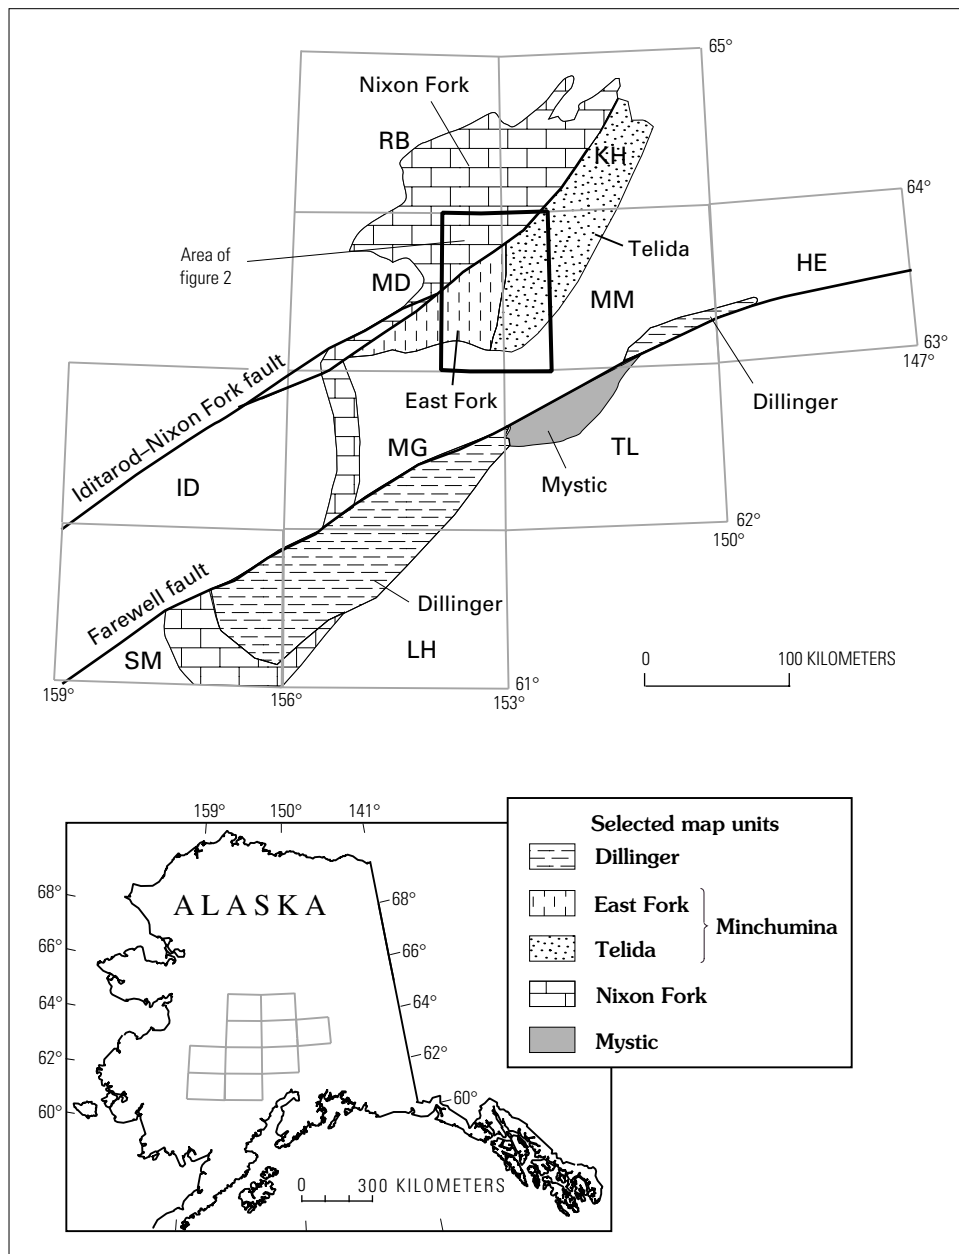 65°
Nixon Fork
RB
KH
64°
Area of
figure 2
Telida
HE
MD
MM
63°
147°
Iditarod–Nixon Fork fault
East Fork
Dillinger
MG
TL
ID
Mystic
62°
150°
Farewell fault
Dillinger
SM
LH
0 100 KILOMETERS
159°
156°
61°
153°
159° 150° 141°
ALASKA
68°
68°
66°
66°
64°
64°
62°
62°
60°
60°
0 300 KILOMETERS
Selected map units
Dillinger
East Fork
Minchumina
Telida
Nixon Fork
Mystic